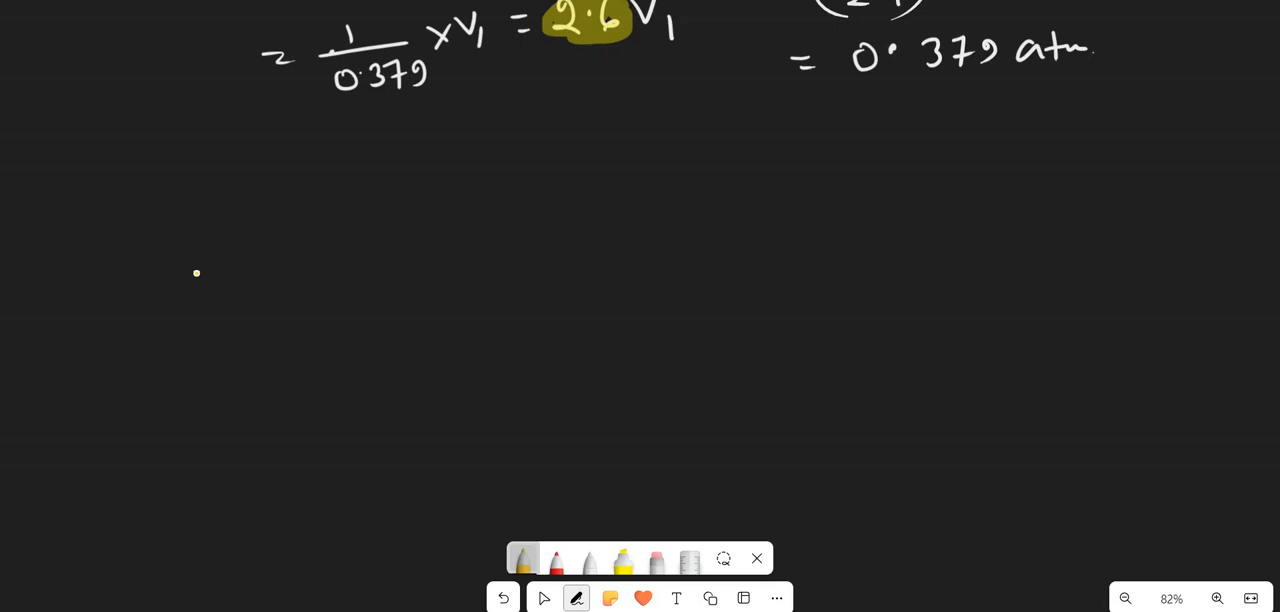 = 1/0.379 × V₁ = 2.6 V₁
= 0.379 atm.
T
82%